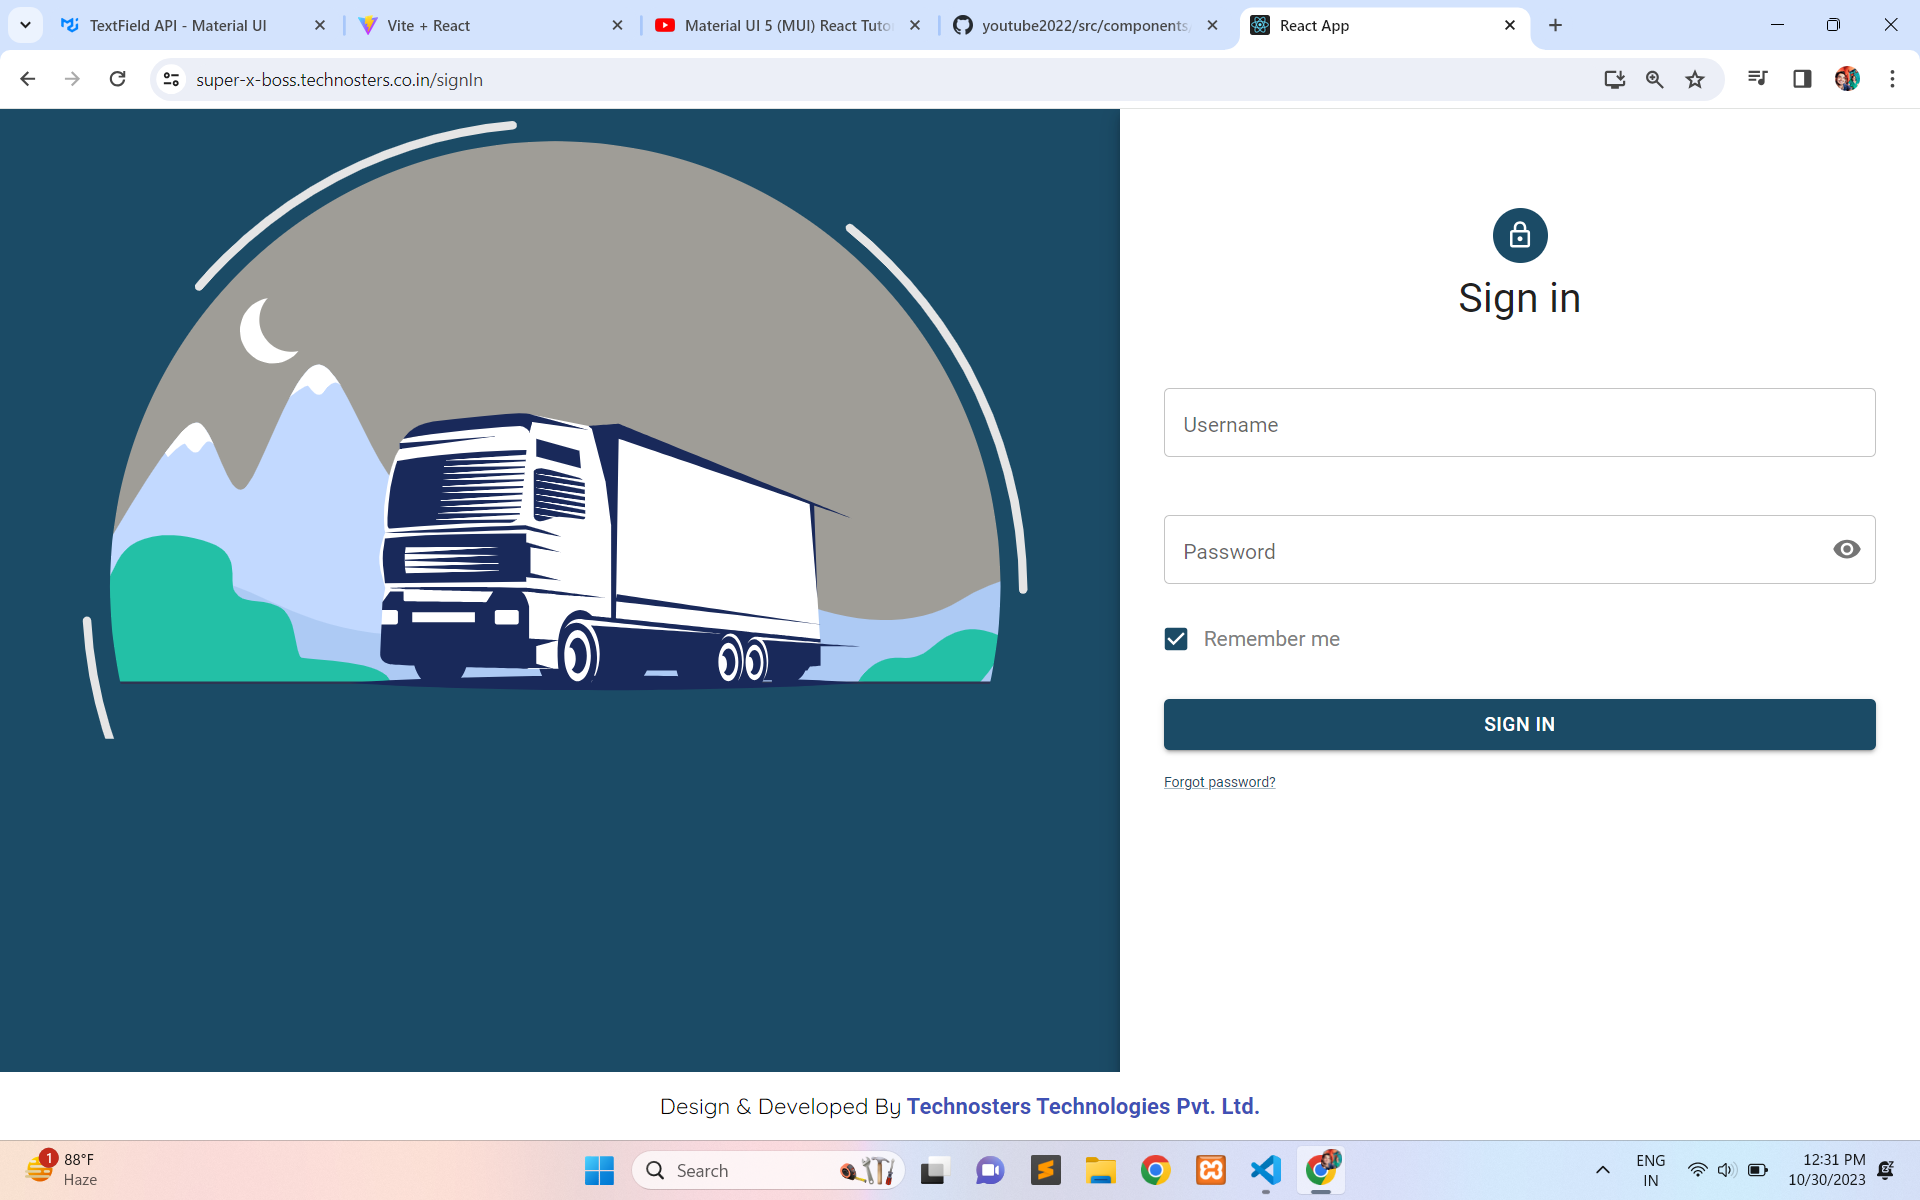 TextField API - Material UI
Vite + React
Material UI 5 (MUI) React Tuto
youtube2022/src/components,
React App
super-x-boss.technosters.co.in/signIn
Sign in
Username
Password
Remember me
SIGN IN
Forgot password?
Design & Developed By Technosters Technologies Pvt. Ltd.
1
88°F
Haze
Search
ENG
IN
12:31 PM
10/30/2023